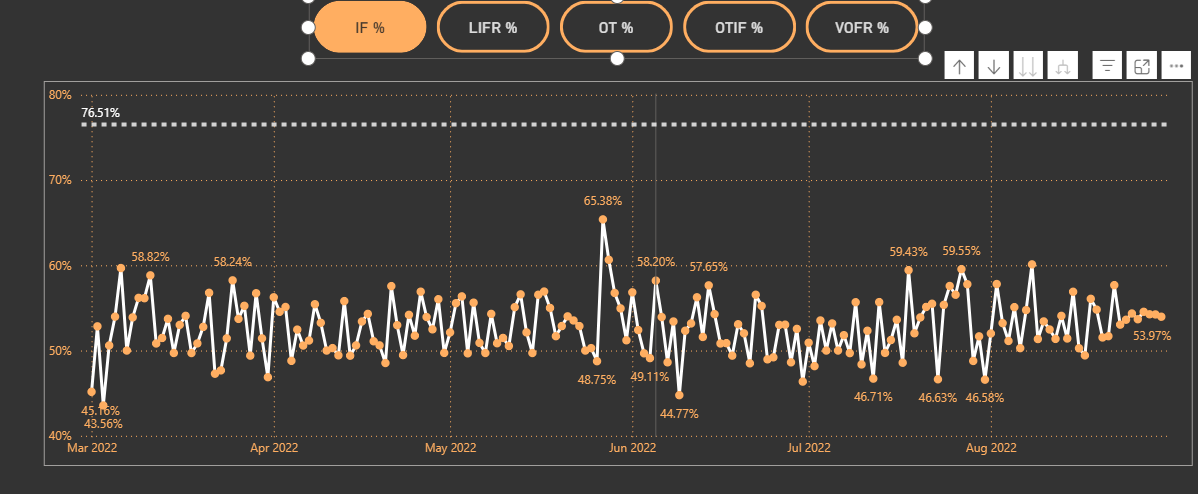 IF % LIFR % OT % OTIF % VOFR %
80%
76.51%
70%
65.38%
60%
58.82% 58.24% 58.20% 57.65% 59.43% 59.55%
50%
53.97%
48.75% 49.11%
45.16% 44.77% 46.71% 46.63% 46.58%
43.56%
40%
Mar 2022 Apr 2022 May 2022 Jun 2022 Jul 2022 Aug 2022